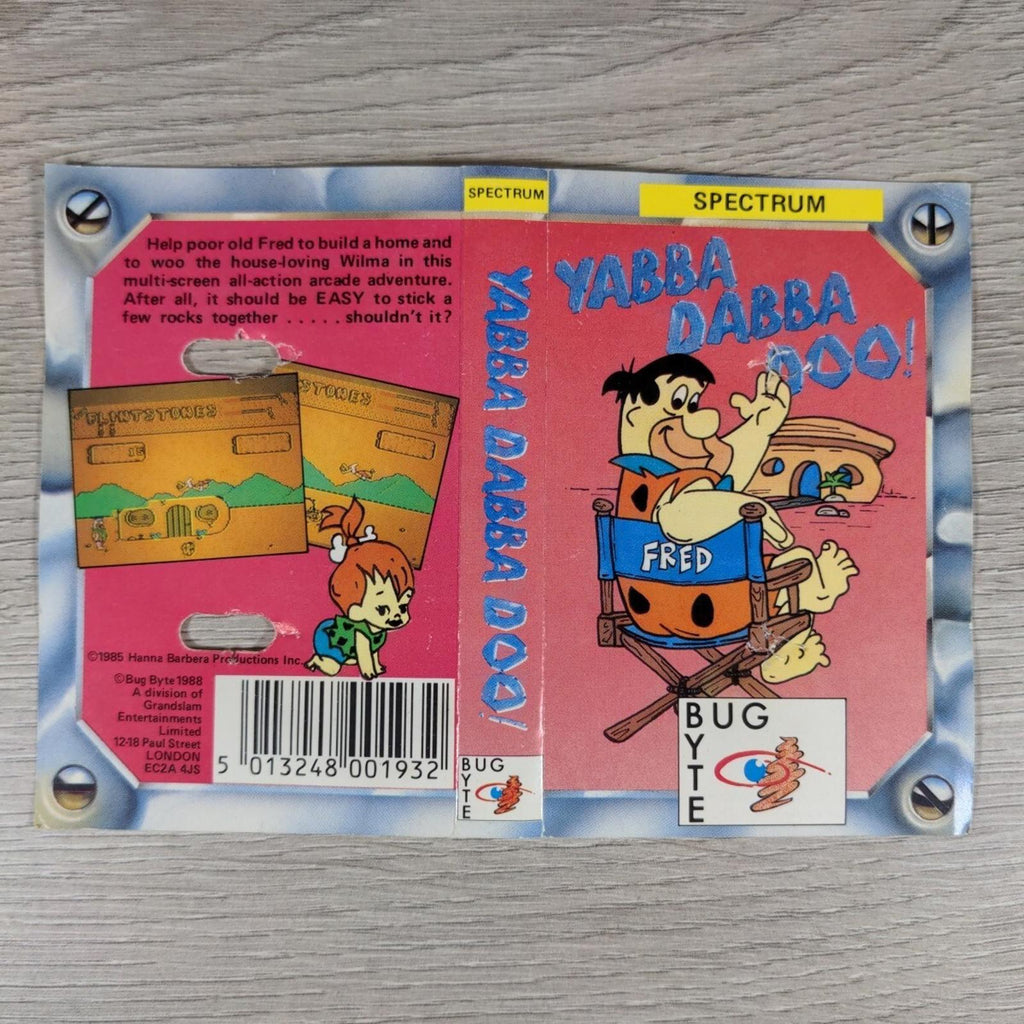 Help poor old Fred to build a home and
to woo the house-loving Wilma in this
multi-screen all-action arcade adventure.
After all, it should be EASY to stick a
few rocks together ..... shouldn't it?
FLINTSTONES
15
STONES
©1985 Hanna Barbera Productions Inc.
©Bug Byte 1988
A division of
Grandslam
Entertainments
Limited
12-18 Paul Street
LONDON
EC2A 4JS
5 013248 001932
SPECTRUM
YABBA DABBA DOO!
BUG
BYTE
SPECTRUM
YABBA
DABBA
DOO!
FRED
BUG
BYTE